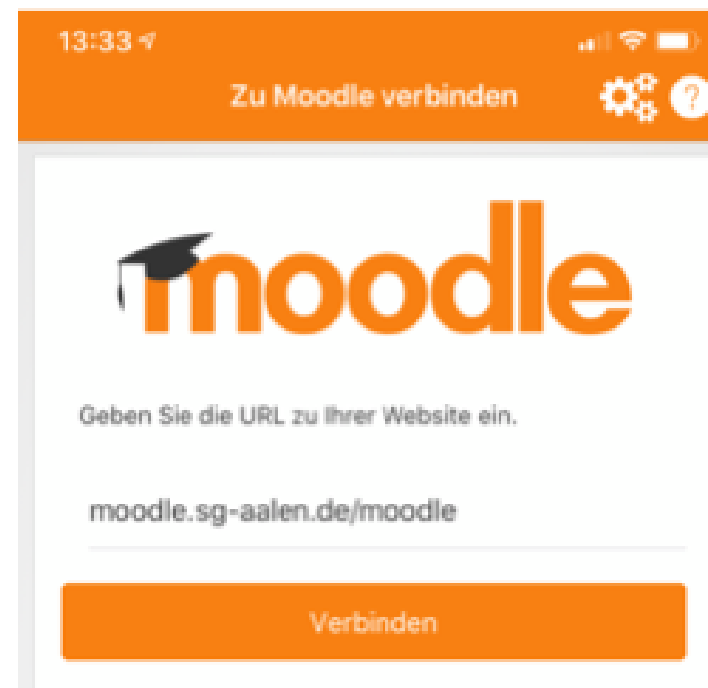 13:33
Zu Moodle verbinden
?
moodle
Geben Sie die URL zu Ihrer Website ein.
moodle.sg-aalen.de/moodle
Verbinden